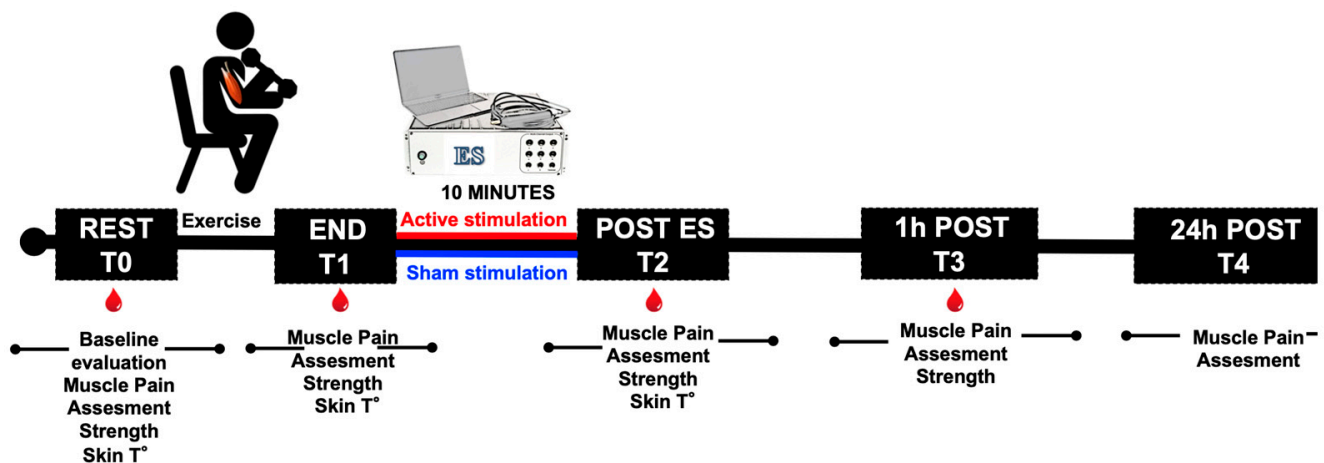 ES
10 MINUTES
Exercise
Active stimulation
Sham stimulation
REST
T0
END
T1
POST ES
T2
1h POST
T3
24h POST
T4
Baseline
evaluation
Muscle Pain
Assesment
Strength
Skin T°
Muscle Pain
Assesment
Strength
Skin T°
Muscle Pain
Assesment
Strength
Skin T°
Muscle Pain
Assesment
Strength
Muscle Pain
Assesment